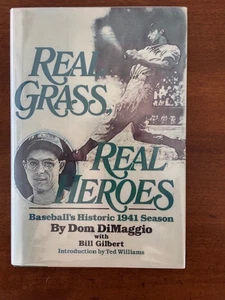 REAL
GRASS,
REAL
HEROES
Baseball's Historic 1941 Season
By Dom DiMaggio
with
Bill Gilbert
Introduction by Ted Williams